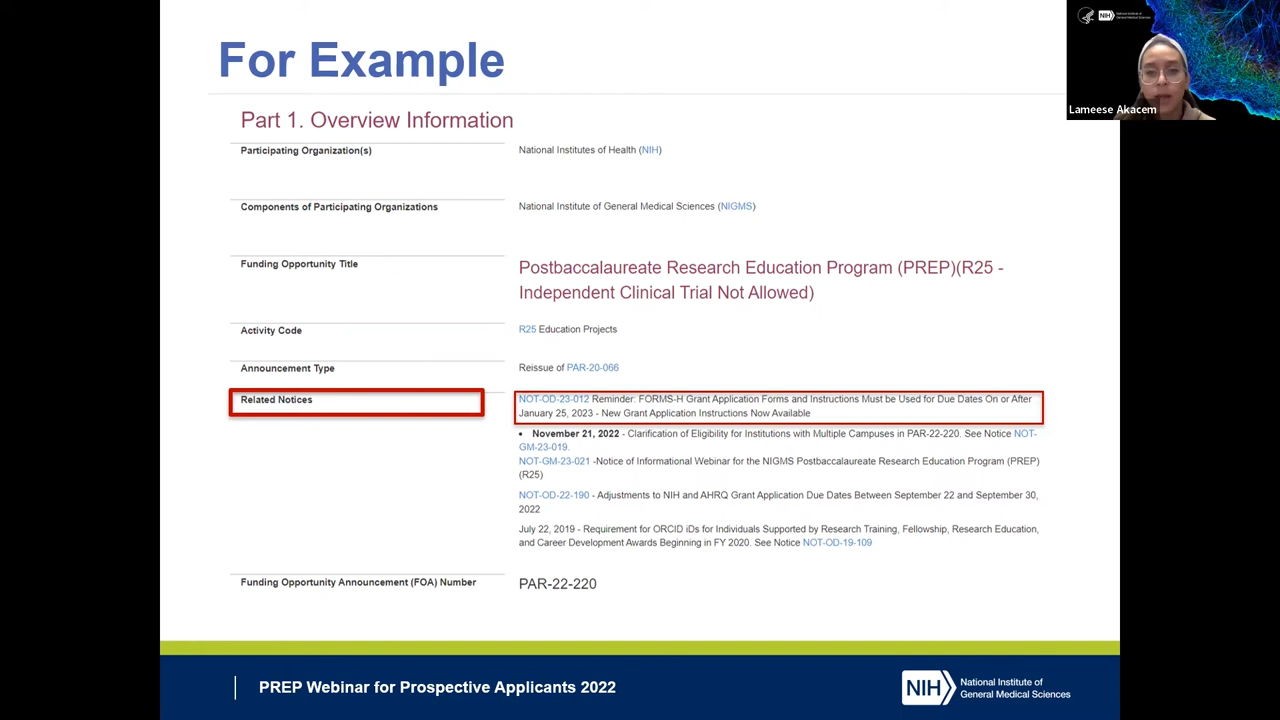 For Example
Part 1. Overview Information
Participating Organization(s)
National Institutes of Health (NIH)
Components of Participating Organizations
National Institute of General Medical Sciences (NIGMS)
Funding Opportunity Title
Postbaccalaureate Research Education Program (PREP)(R25 -
Independent Clinical Trial Not Allowed)
Activity Code
R25 Education Projects
Announcement Type
Reissue of PAR-20-066
Related Notices
NOT-OD-23-012 Reminder: FORMS-H Grant Application Forms and Instructions Must be Used for Due Dates On or After
January 25, 2023 - New Grant Application Instructions Now Available
• November 21, 2022 - Clarification of Eligibility for Institutions with Multiple Campuses in PAR-22-220. See Notice NOT-
GM-23-019.
NOT-GM-23-021 -Notice of Informational Webinar for the NIGMS Postbaccalaureate Research Education Program (PREP)
(R25)
NOT-OD-22-190 - Adjustments to NIH and AHRQ Grant Application Due Dates Between September 22 and September 30,
2022
July 22, 2019 - Requirement for ORCID iDs for Individuals Supported by Research Training, Fellowship, Research Education,
and Career Development Awards Beginning in FY 2020. See Notice NOT-OD-19-109
Funding Opportunity Announcement (FOA) Number
PAR-22-220
PREP Webinar for Prospective Applicants 2022
NIH
National Institute of
General Medical Sciences
NIH
National Institute of
General Medical Sciences
Lameese Akacem